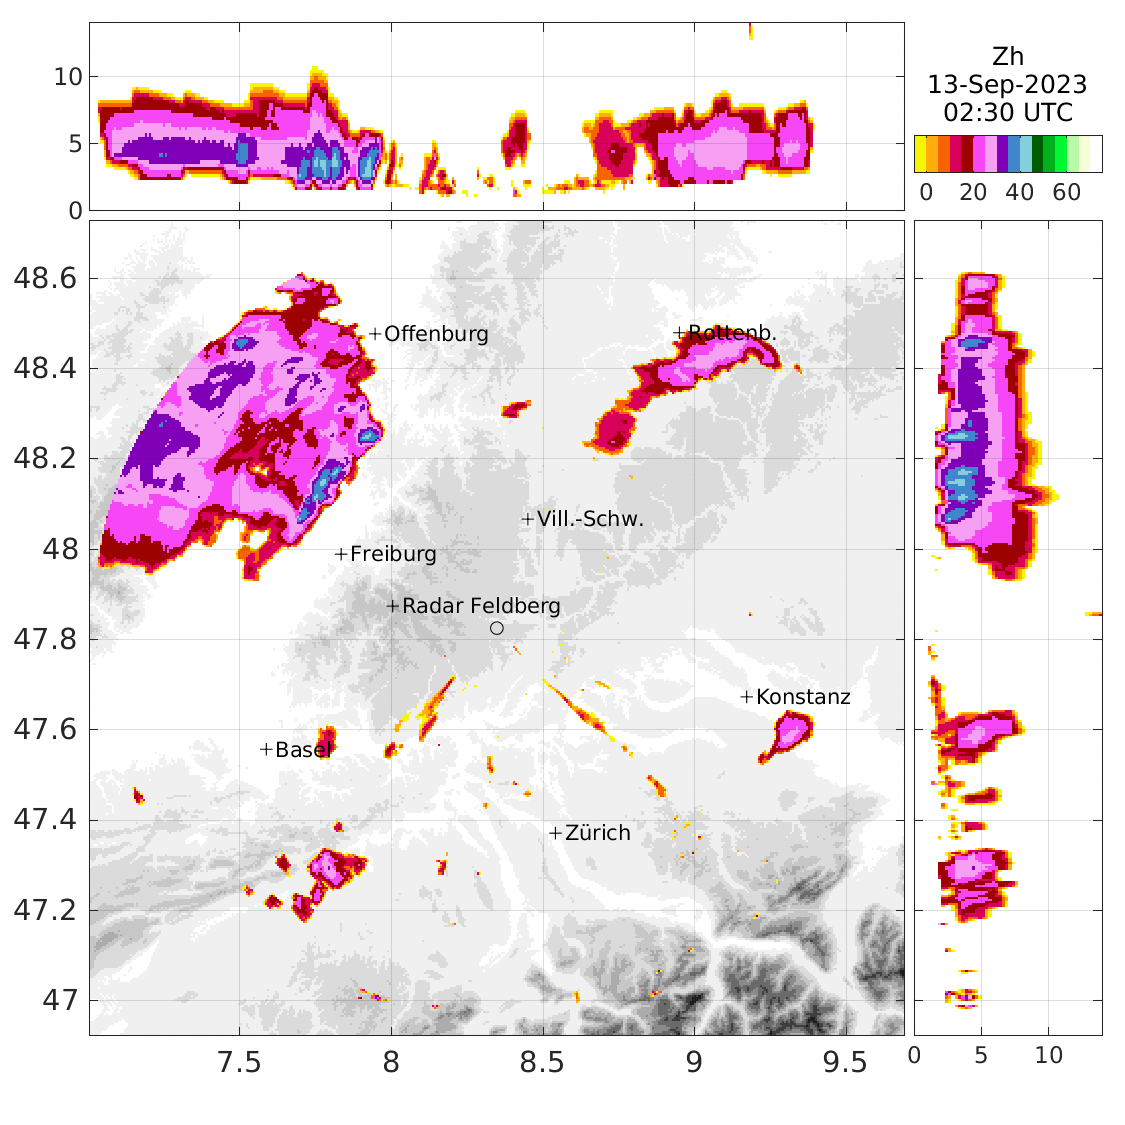 10
5
0
Zh
13-Sep-2023
02:30 UTC
0 20 40 60
48.6
48.4
48.2
48
47.8
47.6
47.4
47.2
47
+Offenburg
+Rottenb.
+Vill.-Schw.
+Freiburg
+Radar Feldberg
+Konstanz
+Basel
+Zürich
7.5 8 8.5 9 9.5
0 5 10